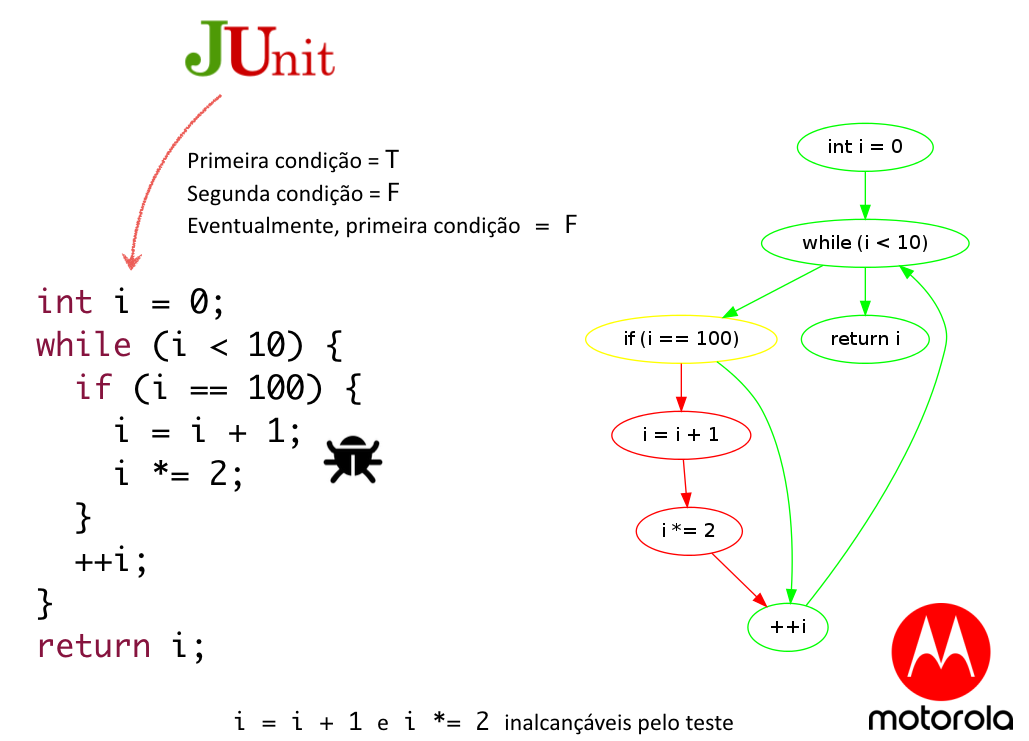 JUnit
Primeira condição = T
Segunda condição = F
Eventualmente, primeira condição = F
int i = 0;
while (i < 10) {
if (i == 100) {
i = i + 1;
i *= 2;
}
++i;
}
return i;
int i = 0
while (i < 10)
if (i == 100)
return i
i = i + 1
i *= 2
++i
motorola
i = i + 1 e i *= 2 inalcançáveis pelo teste